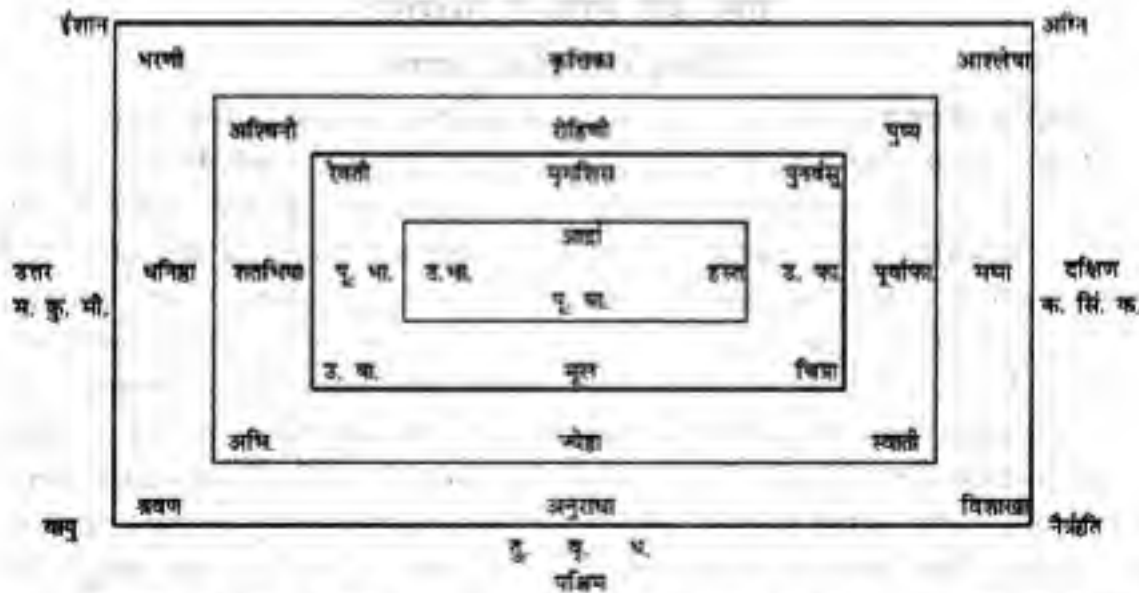 ईशान अग्नि
भरणी कृत्तिका आश्लेषा
अश्विनी रोहिणी पुष्य
रेवती मृगशिरा पुनर्वसु
आर्द्रा
उत्तर धनिष्ठा शतभिषा पू. भा. उ.भा. हस्त उ. फा. पूर्वाफा. मघा दक्षिण
म. कु. मी. पू. षा. क. सिं. क.
उ. षा. मूल चित्रा
अभि. ज्येष्ठा स्वाती
श्रवण अनुराधा विशाखा
वायु नैर्ऋति
तु. वृ. ध.
पश्चिम